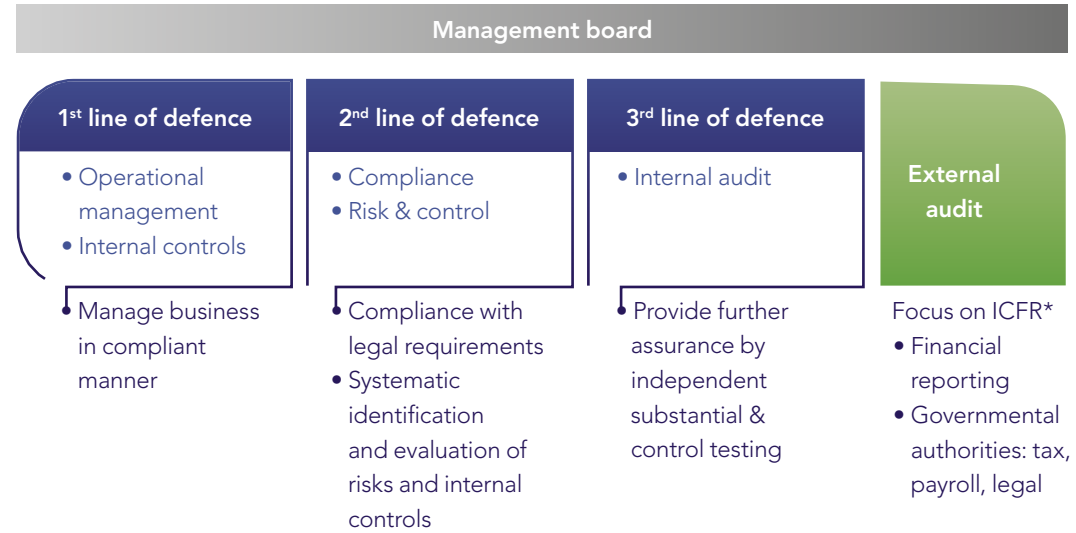 Management board
1st line of defence
• Operational
management
• Internal controls
• Manage business
in compliant
manner
2nd line of defence
• Compliance
• Risk & control
• Compliance with
legal requirements
• Systematic
identification
and evaluation of
risks and internal
controls
3rd line of defence
• Internal audit
• Provide further
assurance by
independent
substantial &
control testing
External
audit
Focus on ICFR*
• Financial
reporting
• Governmental
authorities: tax,
payroll, legal